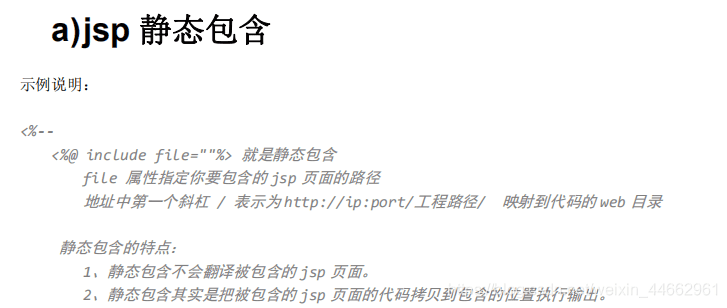 a)jsp 静态包含
示例说明：
<%--
<%@ include file=""%> 就是静态包含
file 属性指定你要包含的 jsp 页面的路径
地址中第一个斜杠 / 表示为 http://ip:port/工程路径/ 映射到代码的 web 目录
静态包含的特点：
1、静态包含不会翻译被包含的 jsp 页面。
2、静态包含其实是把被包含的 jsp 页面的代码拷贝到包含的位置执行输出。
weixin_44662961